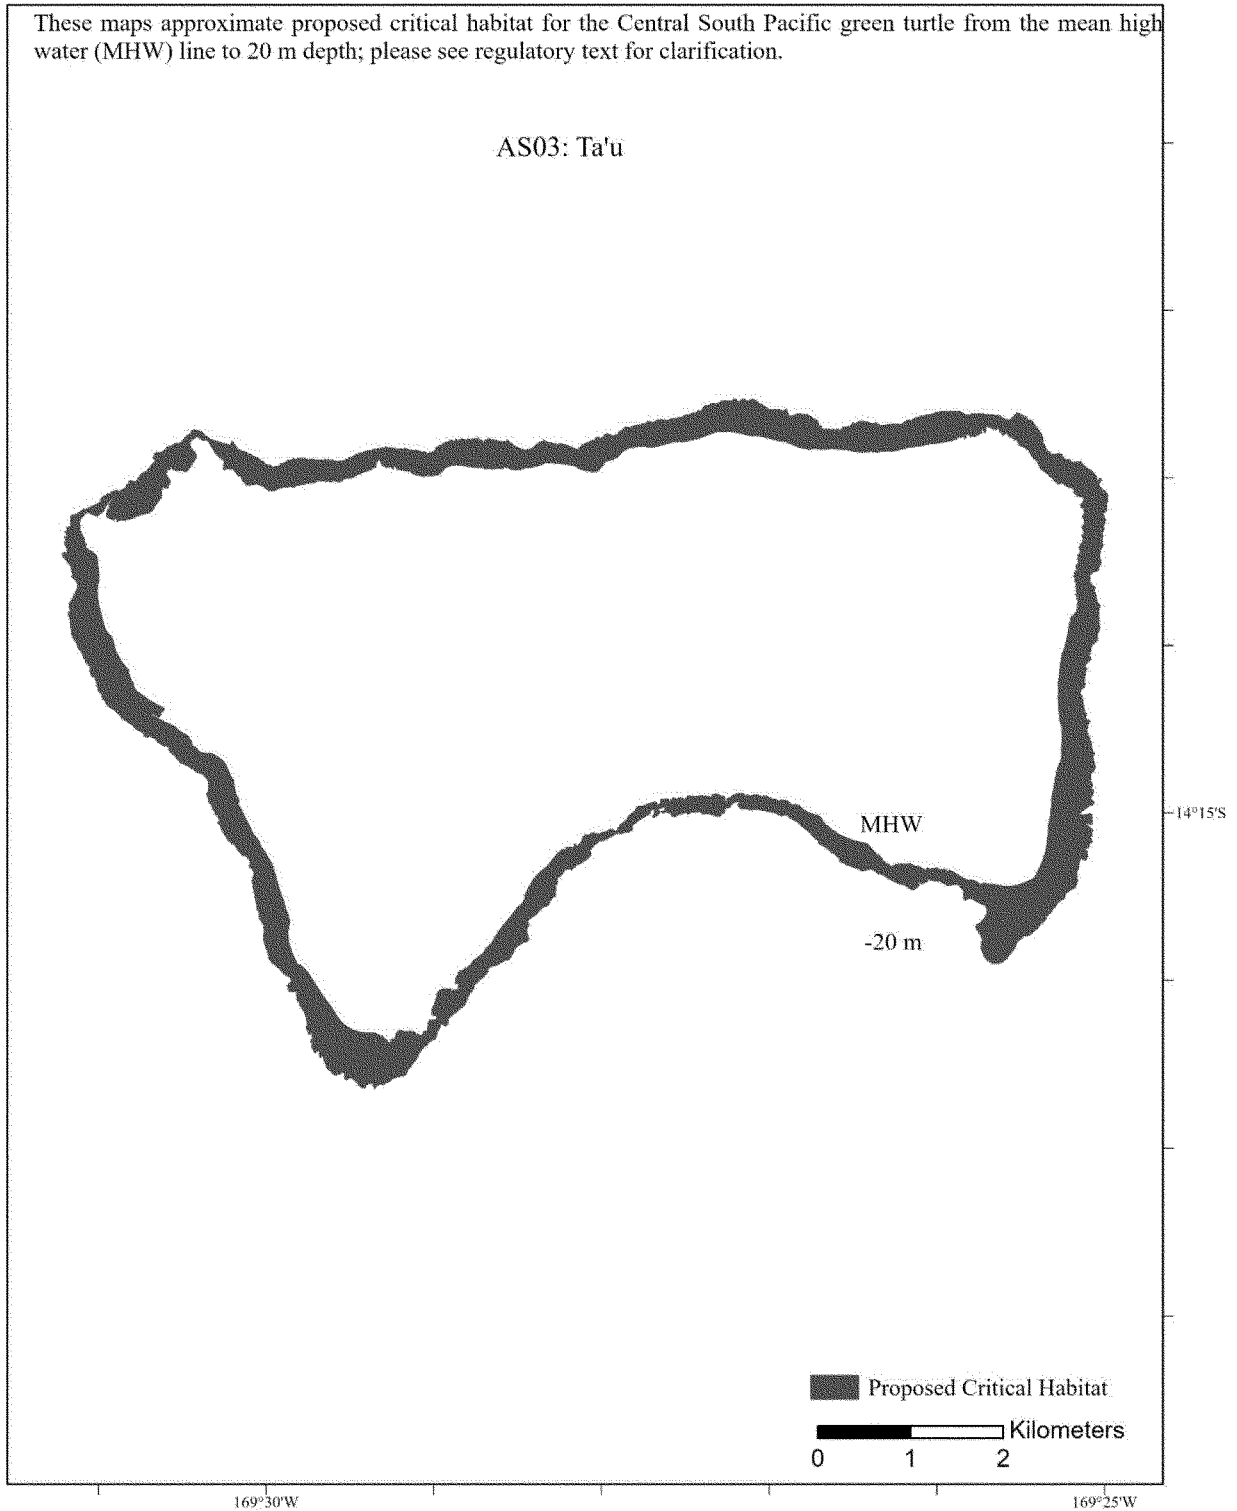 These maps approximate proposed critical habitat for the Central South Pacific green turtle from the mean high
water (MHW) line to 20 m depth; please see regulatory text for clarification.
AS03: Ta'u
MHW
14°15'S
-20 m
Proposed Critical Habitat
Kilometers
0 1 2
169°30'W 169°25'W